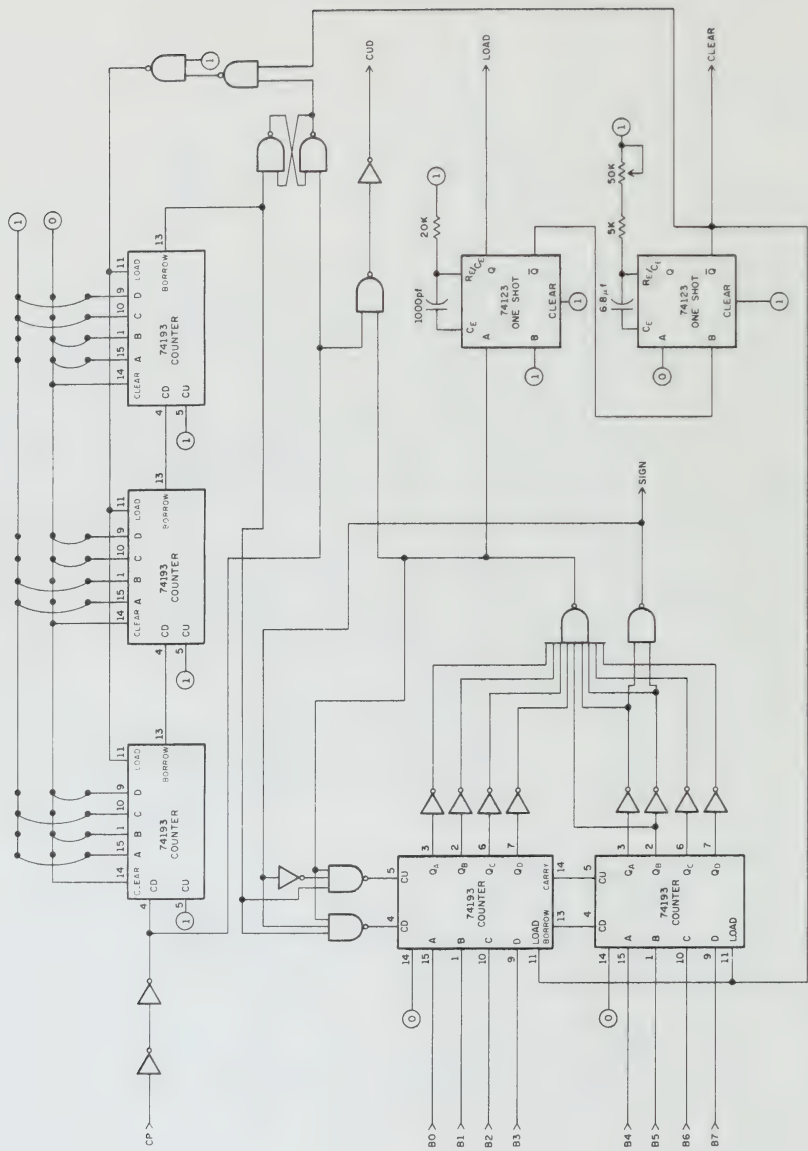 1
0
11
LOAD
9
D
10
C
1
B
15
A
14
CLEAR
74193
COUNTER
BORROW
13
CD
4
CU
5
1
11
LOAD
9
D
10
C
1
B
15
A
14
CLEAR
74193
COUNTER
BORROW
13
CD
4
CU
5
1
11
LOAD
9
D
10
C
1
B
15
A
14
CLEAR
74193
COUNTER
BORROW
13
CD
4
CU
5
1
CP
1
CUD
LOAD
CLEAR
1
20K
1000pf
RE/CE
CE
Q
A
74123
ONE SHOT
Q
B
CLEAR
1
1
1
50K
5K
6.8μf
RE/CE
CE
Q
A
74123
ONE SHOT
Q
B
CLEAR
0
1
SIGN
5
CU
4
CD
14
0
15
A
1
B
10
C
9
D
11
LOAD
74193
COUNTER
QA
3
QB
2
QC
6
QD
7
CARRY
14
BORROW
13
5
CU
4
CD
14
0
15
A
1
B
10
C
9
D
11
LOAD
74193
COUNTER
QA
3
QB
2
QC
6
QD
7
B0
B1
B2
B3
B4
B5
B6
B7